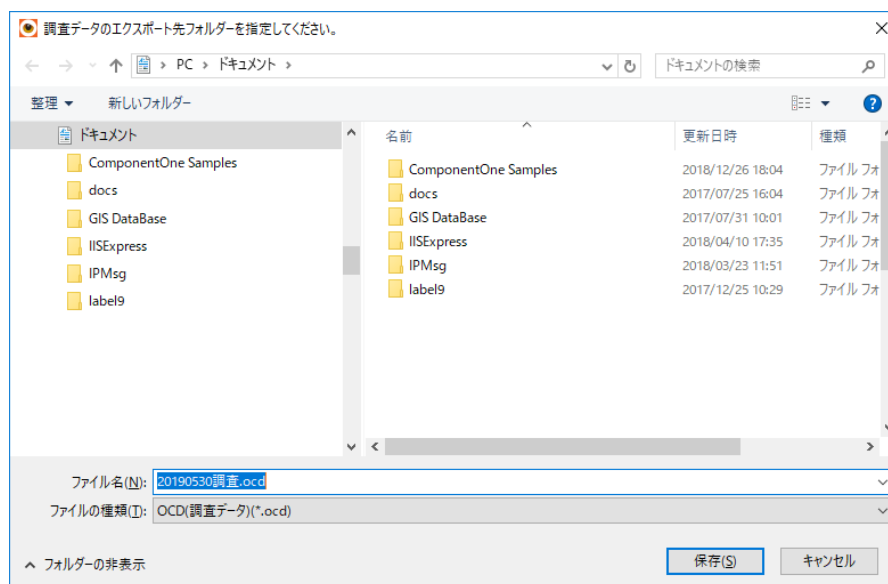 調査データのエクスポート先フォルダーを指定してください。
PC › ドキュメント ›
ドキュメントの検索
整理 新しいフォルダー
ドキュメント
ComponentOne Samples
docs
GIS DataBase
IISExpress
IPMsg
label9
名前 更新日時 種類
ComponentOne Samples 2018/12/26 18:04 ファイル フォ
docs 2017/07/25 16:04 ファイル フォ
GIS DataBase 2017/07/31 10:01 ファイル フォ
IISExpress 2018/04/10 17:35 ファイル フォ
IPMsg 2018/03/23 11:51 ファイル フォ
label9 2017/12/25 10:29 ファイル フォ
ファイル名(N): 20190530調査.ocd
ファイルの種類(T): OCD(調査データ)(*.ocd)
フォルダーの非表示
保存(S) キャンセル